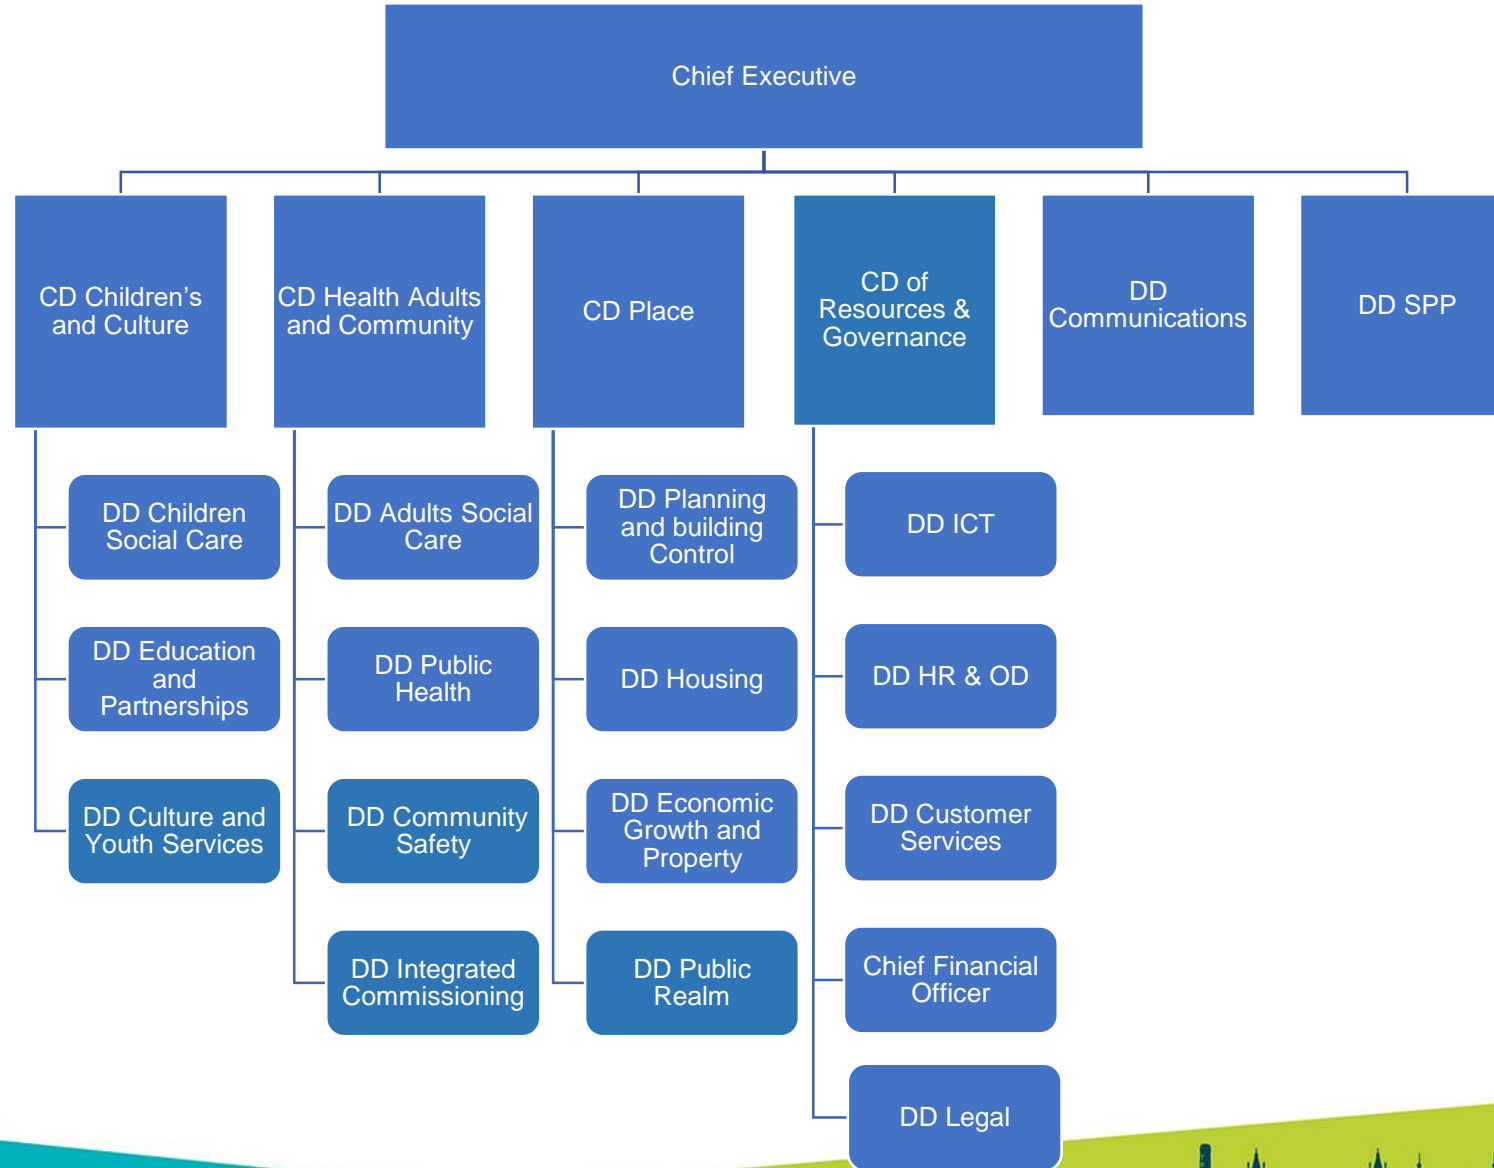 Chief Executive
CD Children's
and Culture
CD Health Adults
and Community
CD Place
CD of
Resources &
Governance
DD
Communications
DD SPP
DD Children
Social Care
DD Education
and
Partnerships
DD Culture and
Youth Services
DD Adults Social
Care
DD Public
Health
DD Community
Safety
DD Integrated
Commissioning
DD Planning
and building
Control
DD Housing
DD Economic
Growth and
Property
DD Public
Realm
DD ICT
DD HR & OD
DD Customer
Services
Chief Financial
Officer
DD Legal